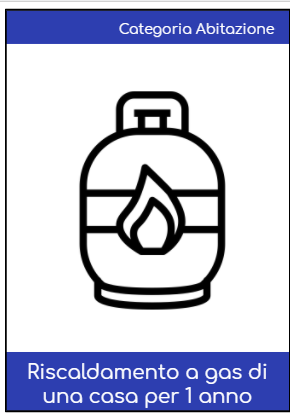 Categoria Abitazione
Riscaldamento a gas di
una casa per 1 anno